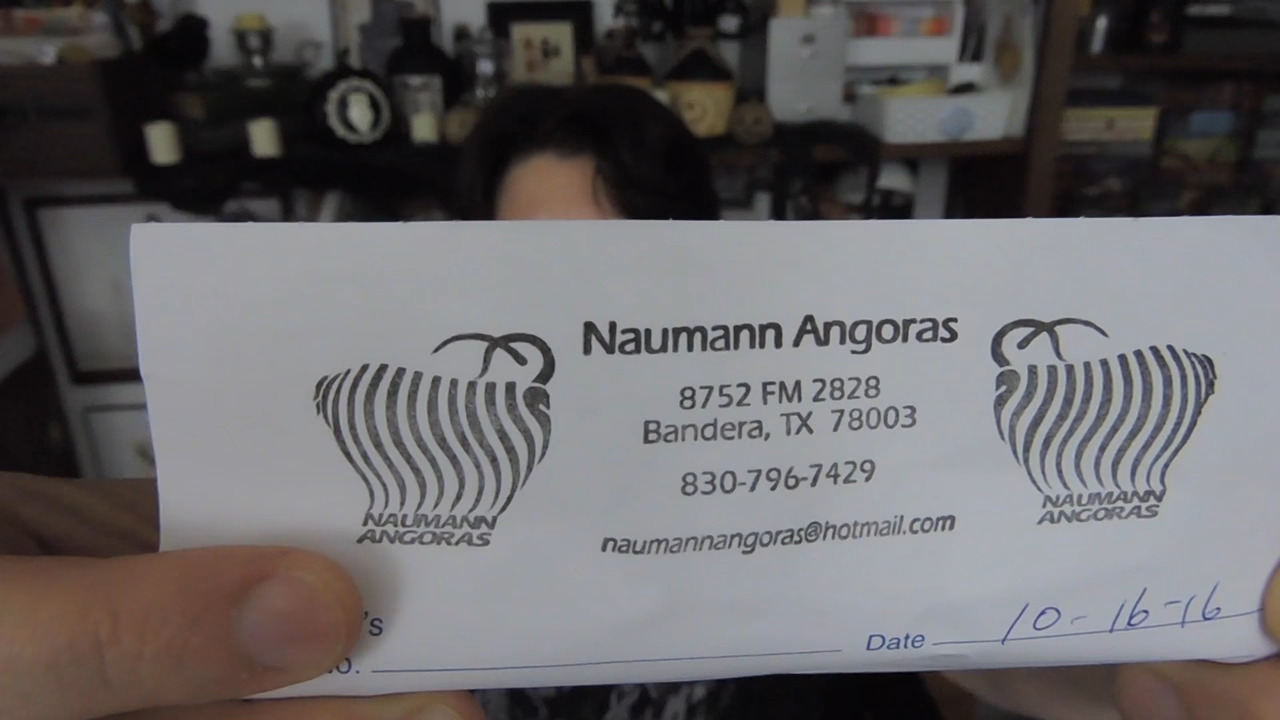 Naumann Angoras
8752 FM 2828
Bandera, TX 78003
830-796-7429
naumannangoras@hotmail.com
NAUMANN
ANGORAS
NAUMANN
ANGORAS
's
o.
Date 10-16-16